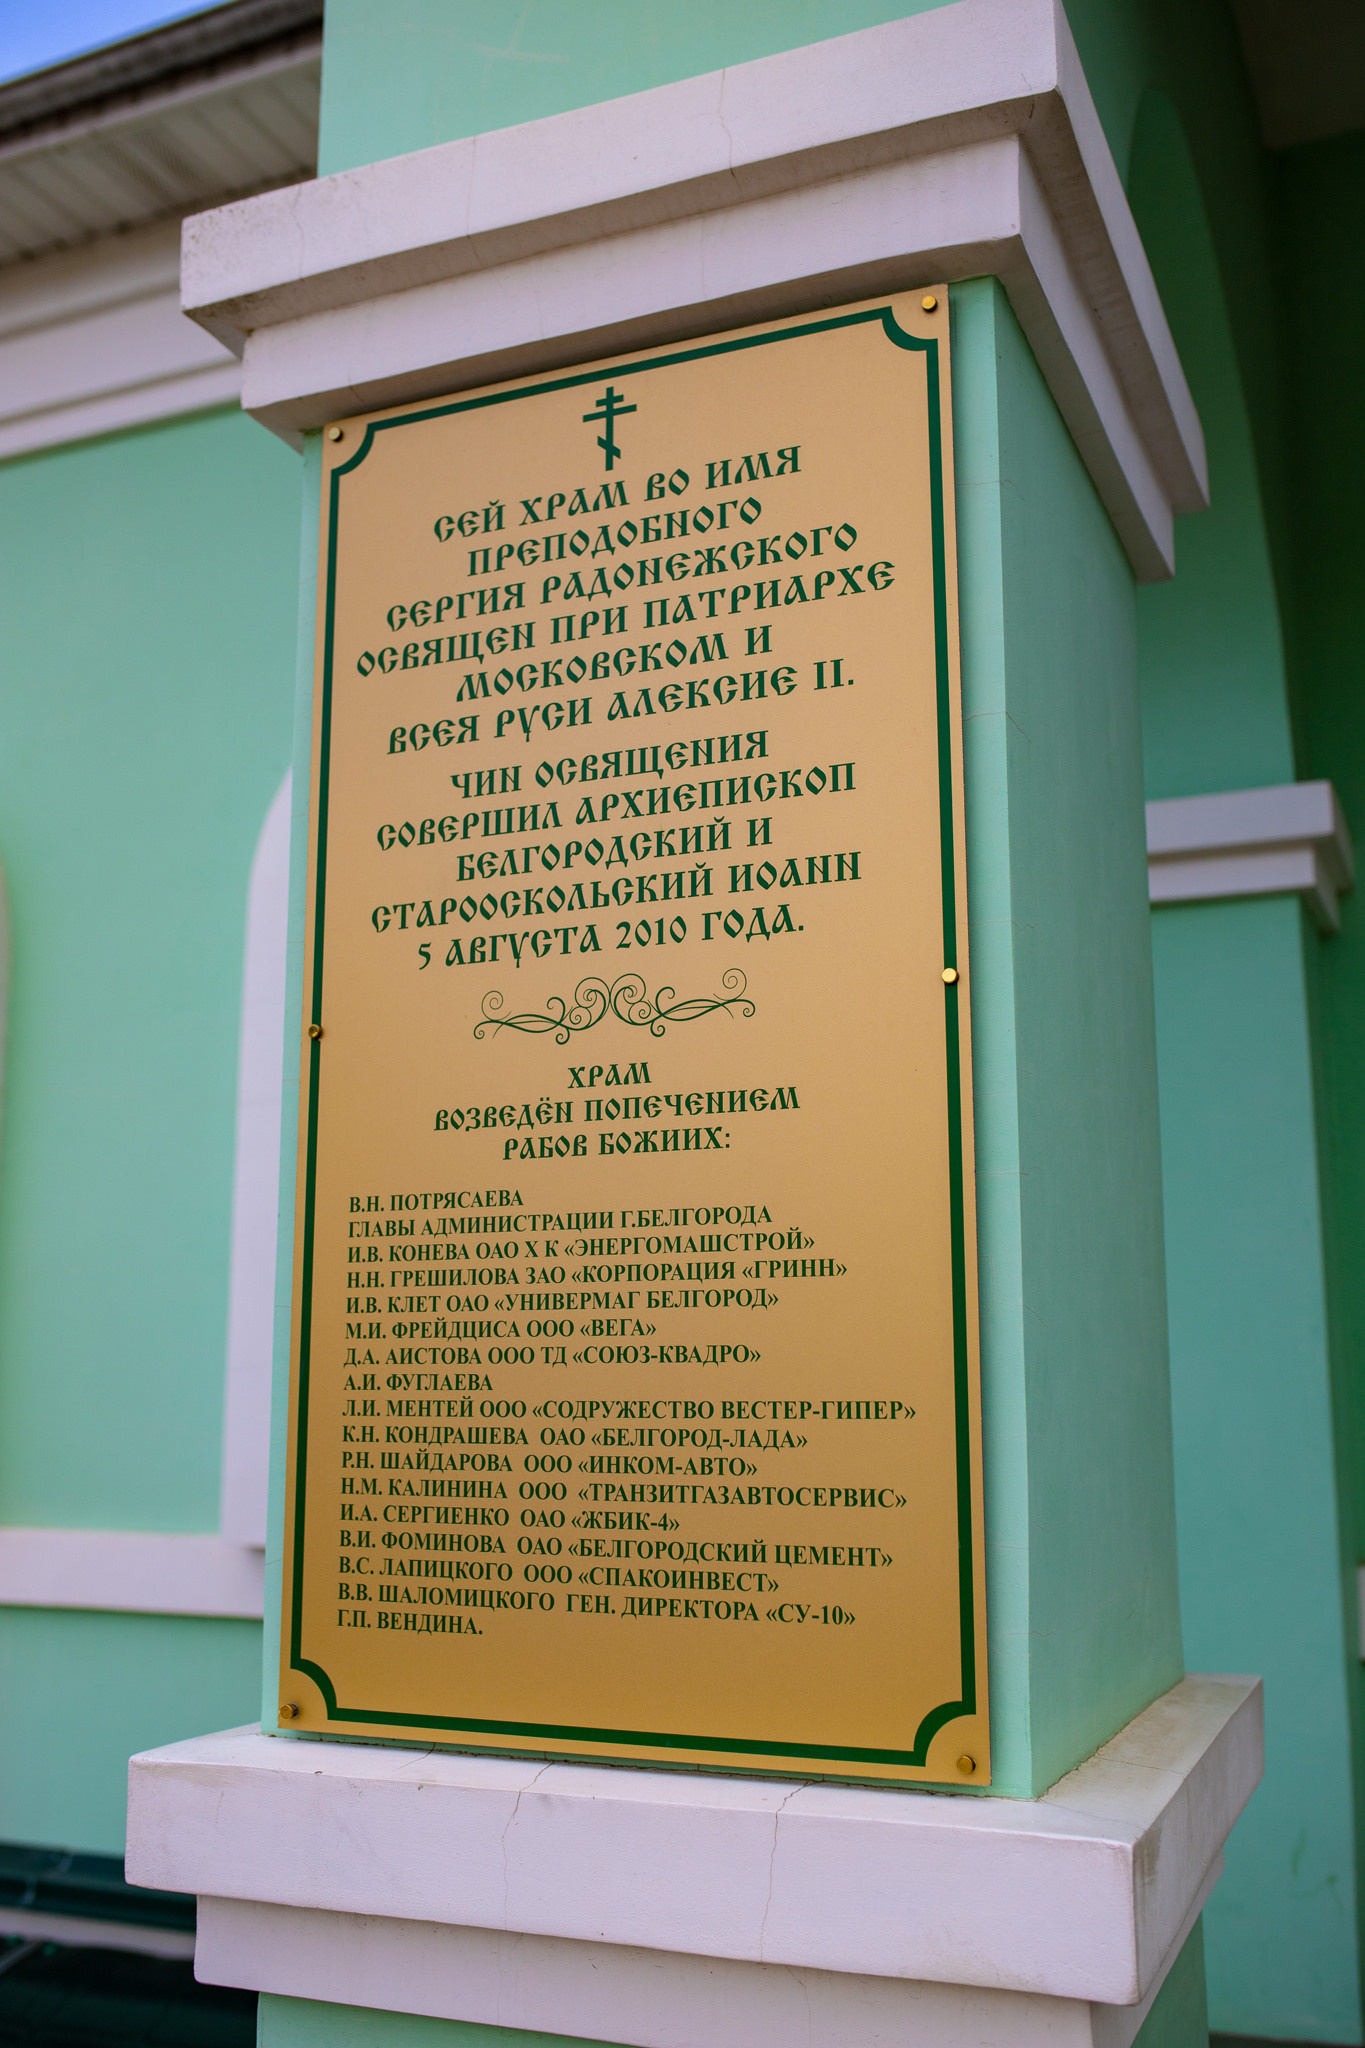 СЕЙ ХРАМ ВО ИМЯ
ПРЕПОДОБНОГО
СЕРГИЯ РАДОНЕЖСКОГО
ОСВЯЩЕН ПРИ ПАТРИАРХЕ
МОСКОВСКОМ И
ВСЕЯ РУСИ АЛЕКСИЕ II.
ЧИН ОСВЯЩЕНИЯ
СОВЕРШИЛ АРХИЕПИСКОП
БЕЛГОРОДСКИЙ И
СТАРООСКОЛЬСКИЙ ИОАНН
5 АВГУСТА 2010 ГОДА.
ХРАМ
ВОЗВЕДЁН ПОПЕЧЕНИЕМ
РАБОВ БОЖИИХ:
В.Н. ПОТРЯСАЕВА
ГЛАВЫ АДМИНИСТРАЦИИ Г.БЕЛГОРОДА
И.В. КОНЕВА ОАО Х К «ЭНЕРГОМАШСТРОЙ»
Н.Н. ГРЕШИЛОВА ЗАО «КОРПОРАЦИЯ «ГРИНН»
И.В. КЛЕТ ОАО «УНИВЕРМАГ БЕЛГОРОД»
М.И. ФРЕЙДЦИСА ООО «ВЕГА»
Д.А. АИСТОВА ООО ТД «СОЮЗ-КВАДРО»
А.И. ФУГЛАЕВА
Л.И. МЕНТЕЙ ООО «СОДРУЖЕСТВО ВЕСТЕР-ГИПЕР»
К.Н. КОНДРАШЕВА ОАО «БЕЛГОРОД-ЛАДА»
Р.Н. ШАЙДАРОВА ООО «ИНКОМ-АВТО»
Н.М. КАЛИНИНА ООО «ТРАНЗИТГАЗАВТОСЕРВИС»
И.А. СЕРГИЕНКО ОАО «ЖБИК-4»
В.И. ФОМИНОВА ОАО «БЕЛГОРОДСКИЙ ЦЕМЕНТ»
В.С. ЛАПИЦКОГО ООО «СПАКОИНВЕСТ»
В.В. ШАЛОМИЦКОГО ГЕН. ДИРЕКТОРА «СУ-10»
Г.П. ВЕНДИНА.